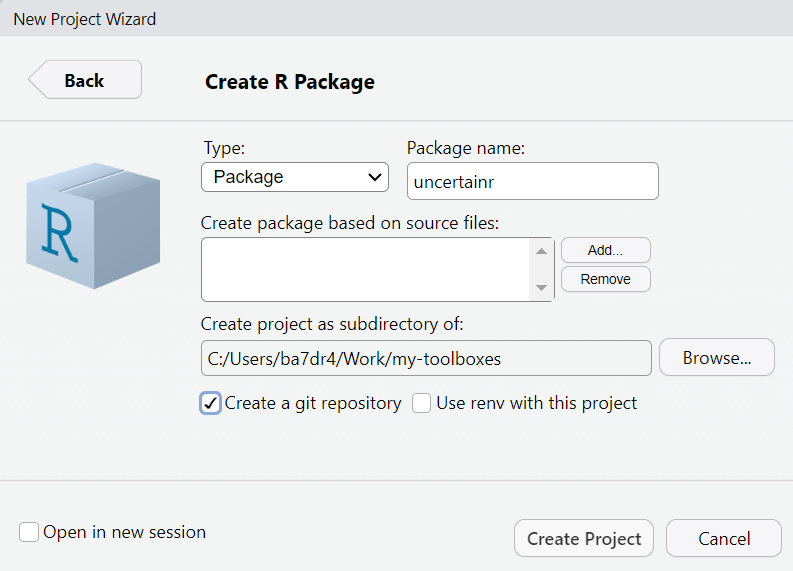 New Project Wizard
Back
Create R Package
Type:
Package name:
Package
uncertainr
Create package based on source files:
Add...
Remove
R
Create project as subdirectory of:
C:/Users/ba7dr4/Work/my-toolboxes
Browse...
Create a git repository
Use renv with this project
Open in new session
Create Project
Cancel